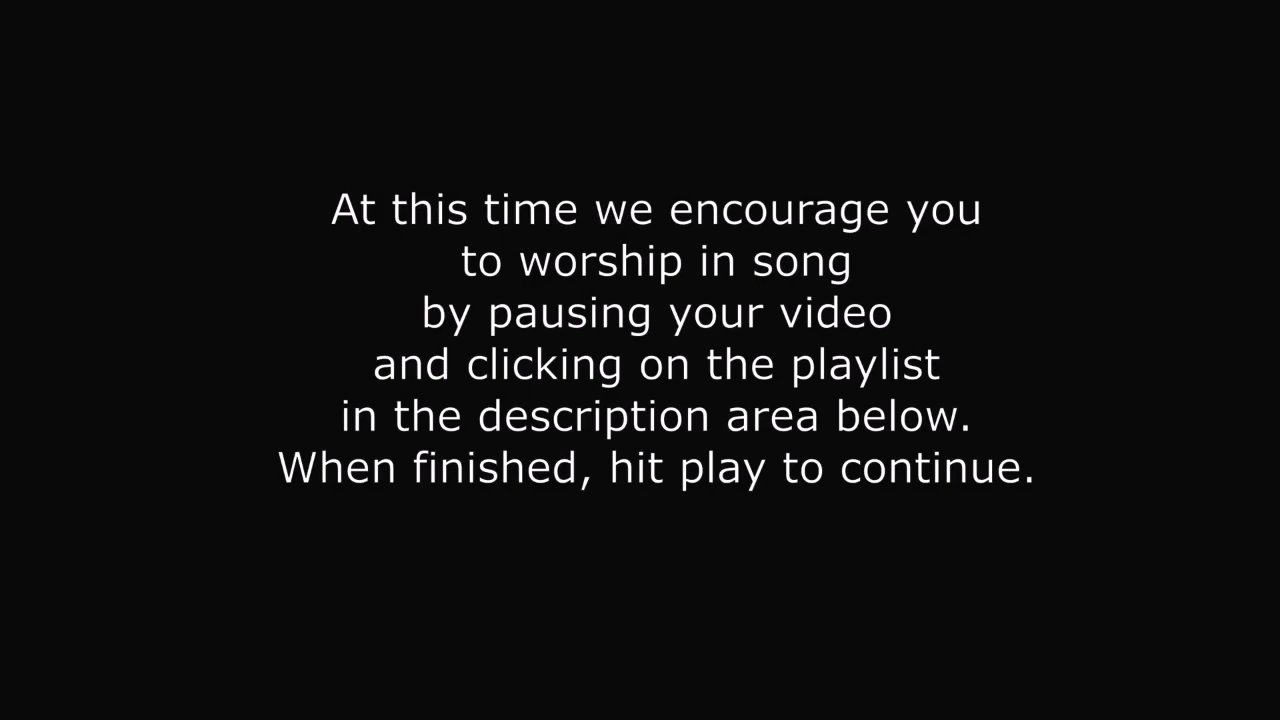 At this time we encourage you
to worship in song
by pausing your video
and clicking on the playlist
in the description area below.
When finished, hit play to continue.